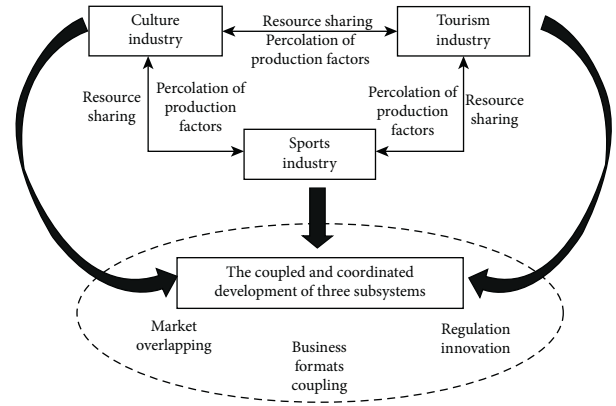 Culture
industry
Resource sharing
Percolation of
production factors
Tourism
industry
Resource
sharing
Percolation of
production
factors
Percolation of
production
factors
Resource
sharing
Sports
industry
The coupled and coordinated
development of three subsystems
Market
overlapping
Business
formats
coupling
Regulation
innovation